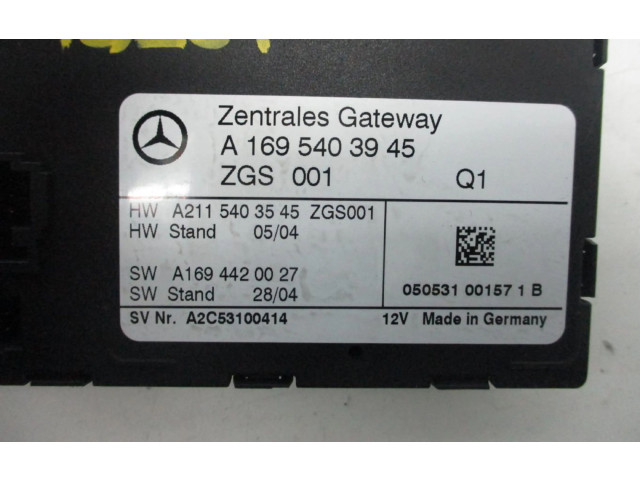 Zentrales Gateway
A 169 540 39 45
ZGS 001 Q1
HW A211 540 35 45 ZGS001
HW Stand 05/04
SW A169 442 00 27
SW Stand 28/04
050531 00157 1 B
SV Nr. A2C53100414 12V Made in Germany